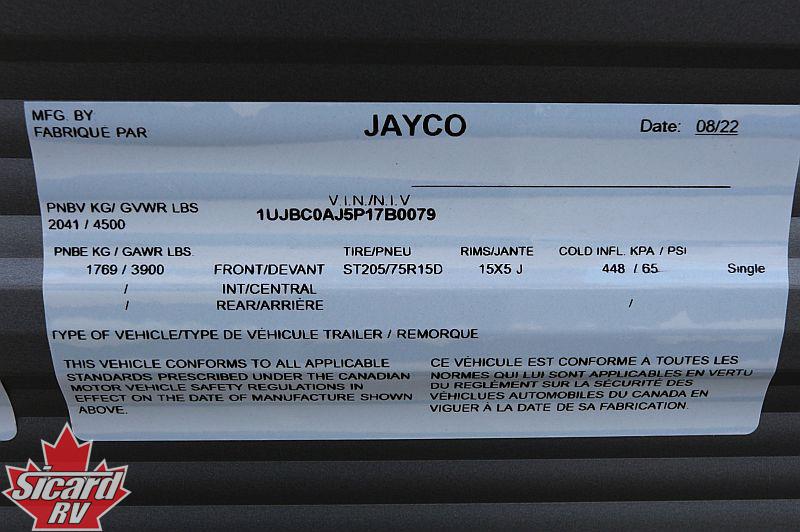 MFG. BY
FABRIQUE PAR
JAYCO
Date: 08/22
V.I.N./N.I.V
PNBV KG/ GVWR LBS
1UJBC0AJ5P17B0079
2041 / 4500
PNBE KG / GAWR LBS. TIRE/PNEU RIMS/JANTE COLD INFL. KPA / PSI
1769 / 3900 FRONT/DEVANT ST205/75R15D 15X5 J 448 / 65 Single
/ INT/CENTRAL
/ REAR/ARRIÈRE /
TYPE OF VEHICLE/TYPE DE VÉHICULE TRAILER / REMORQUE
THIS VEHICLE CONFORMS TO ALL APPLICABLE
STANDARDS PRESCRIBED UNDER THE CANADIAN
MOTOR VEHICLE SAFETY REGULATIONS IN
EFFECT ON THE DATE OF MANUFACTURE SHOWN
ABOVE.
CE VÉHICULE EST CONFORME A TOUTES LES
NORMES QUI LUI SONT APPLICABLES EN VERTU
DU REGLEMENT SUR LA SÉCURITÉ DES
VÉHICLUES AUTOMOBILES DU CANADA EN
VIGUER À LA DATE DE SA FABRICATION.
Sicard
RV